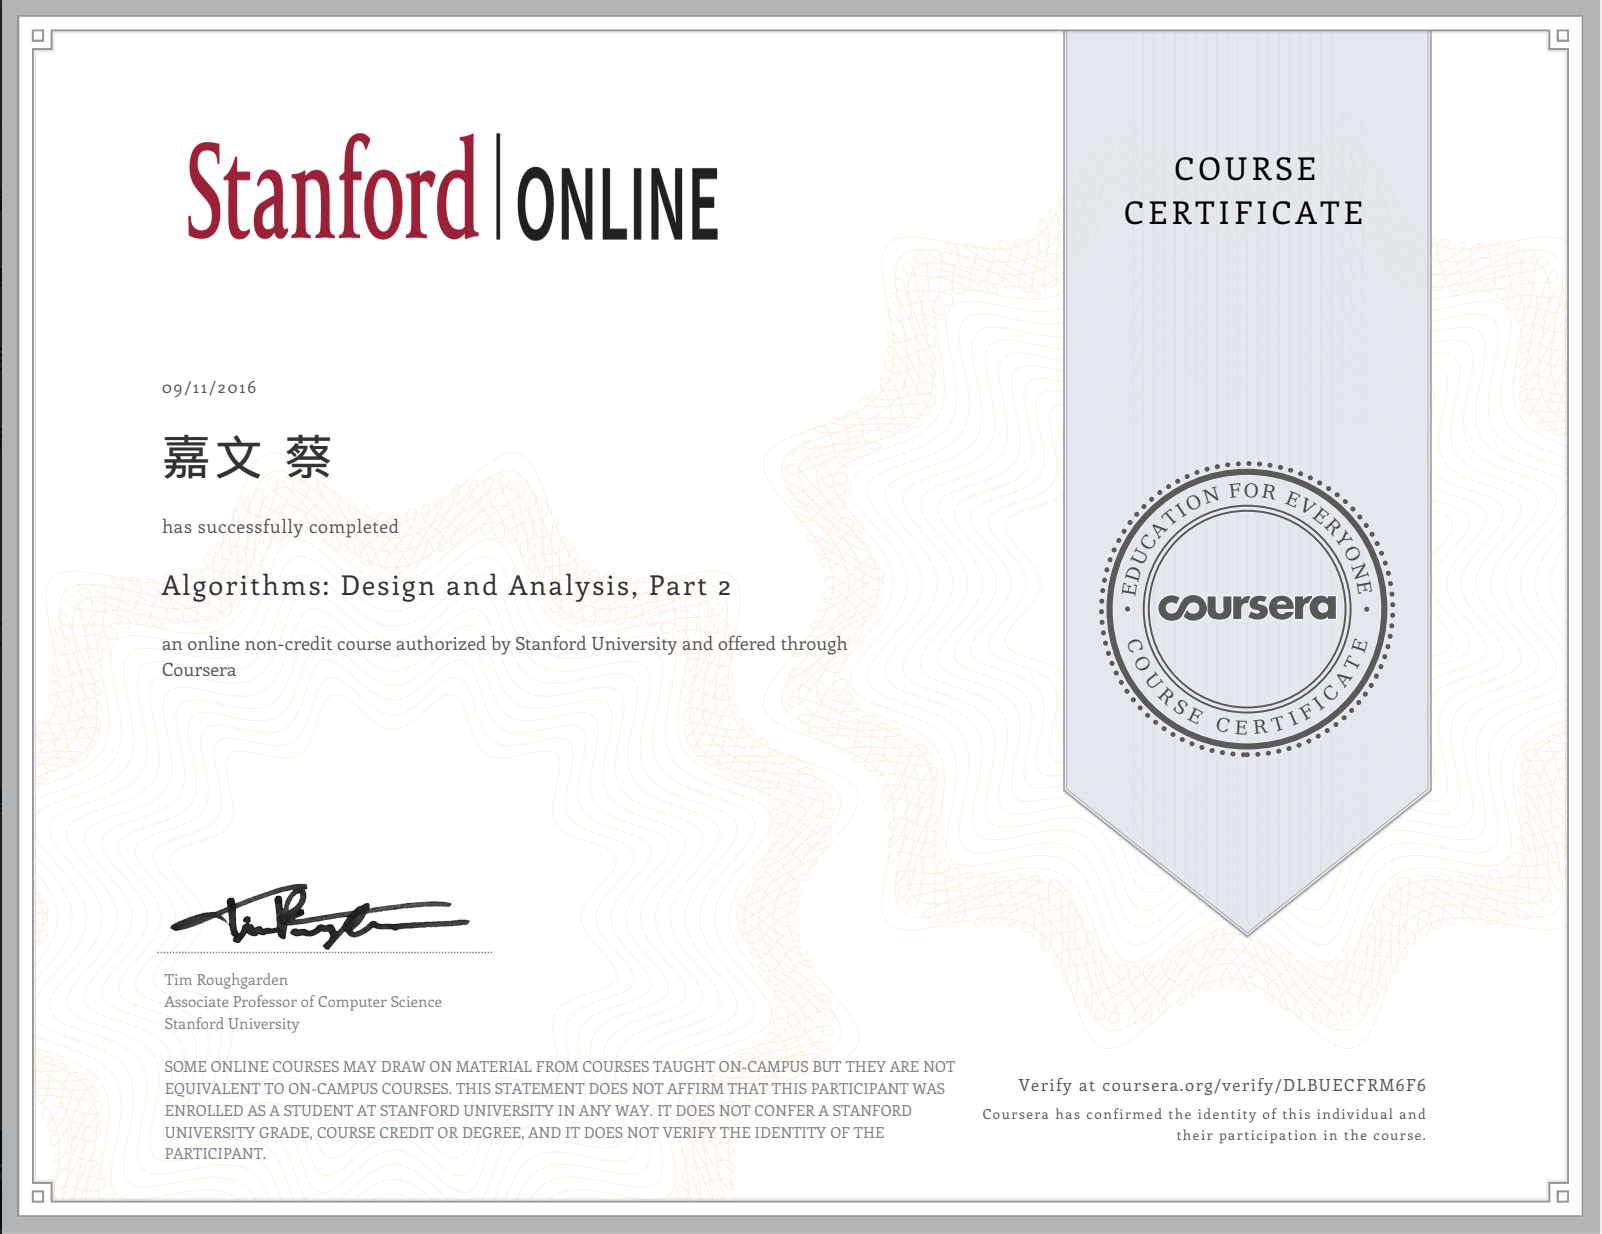 Stanford | ONLINE
COURSE
CERTIFICATE
09/11/2016
嘉文 蔡
has successfully completed
Algorithms: Design and Analysis, Part 2
an online non-credit course authorized by Stanford University and offered through
Coursera
EDUCATION FOR EVERYONE
coursera
COURSE CERTIFICATE
Tim Roughgarden
Associate Professor of Computer Science
Stanford University
SOME ONLINE COURSES MAY DRAW ON MATERIAL FROM COURSES TAUGHT ON-CAMPUS BUT THEY ARE NOT
EQUIVALENT TO ON-CAMPUS COURSES. THIS STATEMENT DOES NOT AFFIRM THAT THIS PARTICIPANT WAS
ENROLLED AS A STUDENT AT STANFORD UNIVERSITY IN ANY WAY. IT DOES NOT CONFER A STANFORD
UNIVERSITY GRADE, COURSE CREDIT OR DEGREE, AND IT DOES NOT VERIFY THE IDENTITY OF THE
PARTICIPANT.
Verify at coursera.org/verify/DLBUECFRM6F6
Coursera has confirmed the identity of this individual and
their participation in the course.